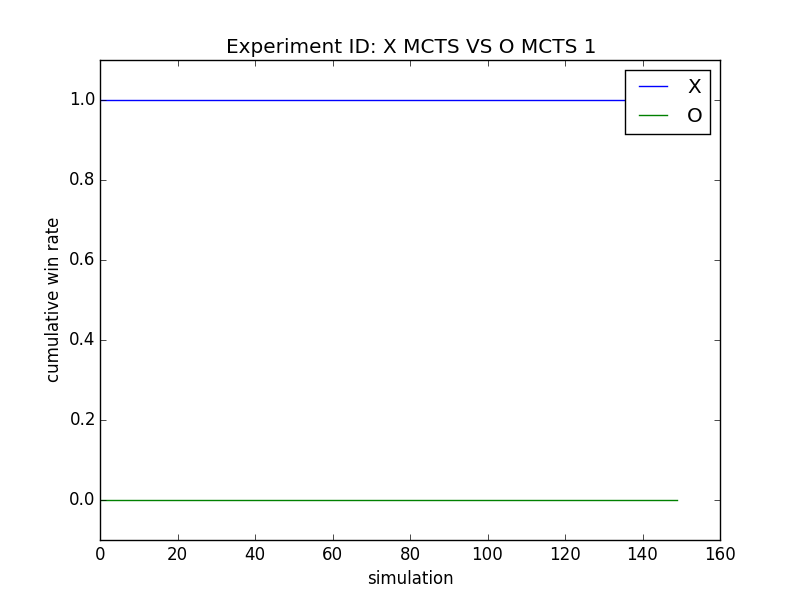 Experiment ID: X MCTS VS O MCTS 1
X
O
cumulative win rate
1.0
0.8
0.6
0.4
0.2
0.0
0 20 40 60 80 100 120 140 160
simulation